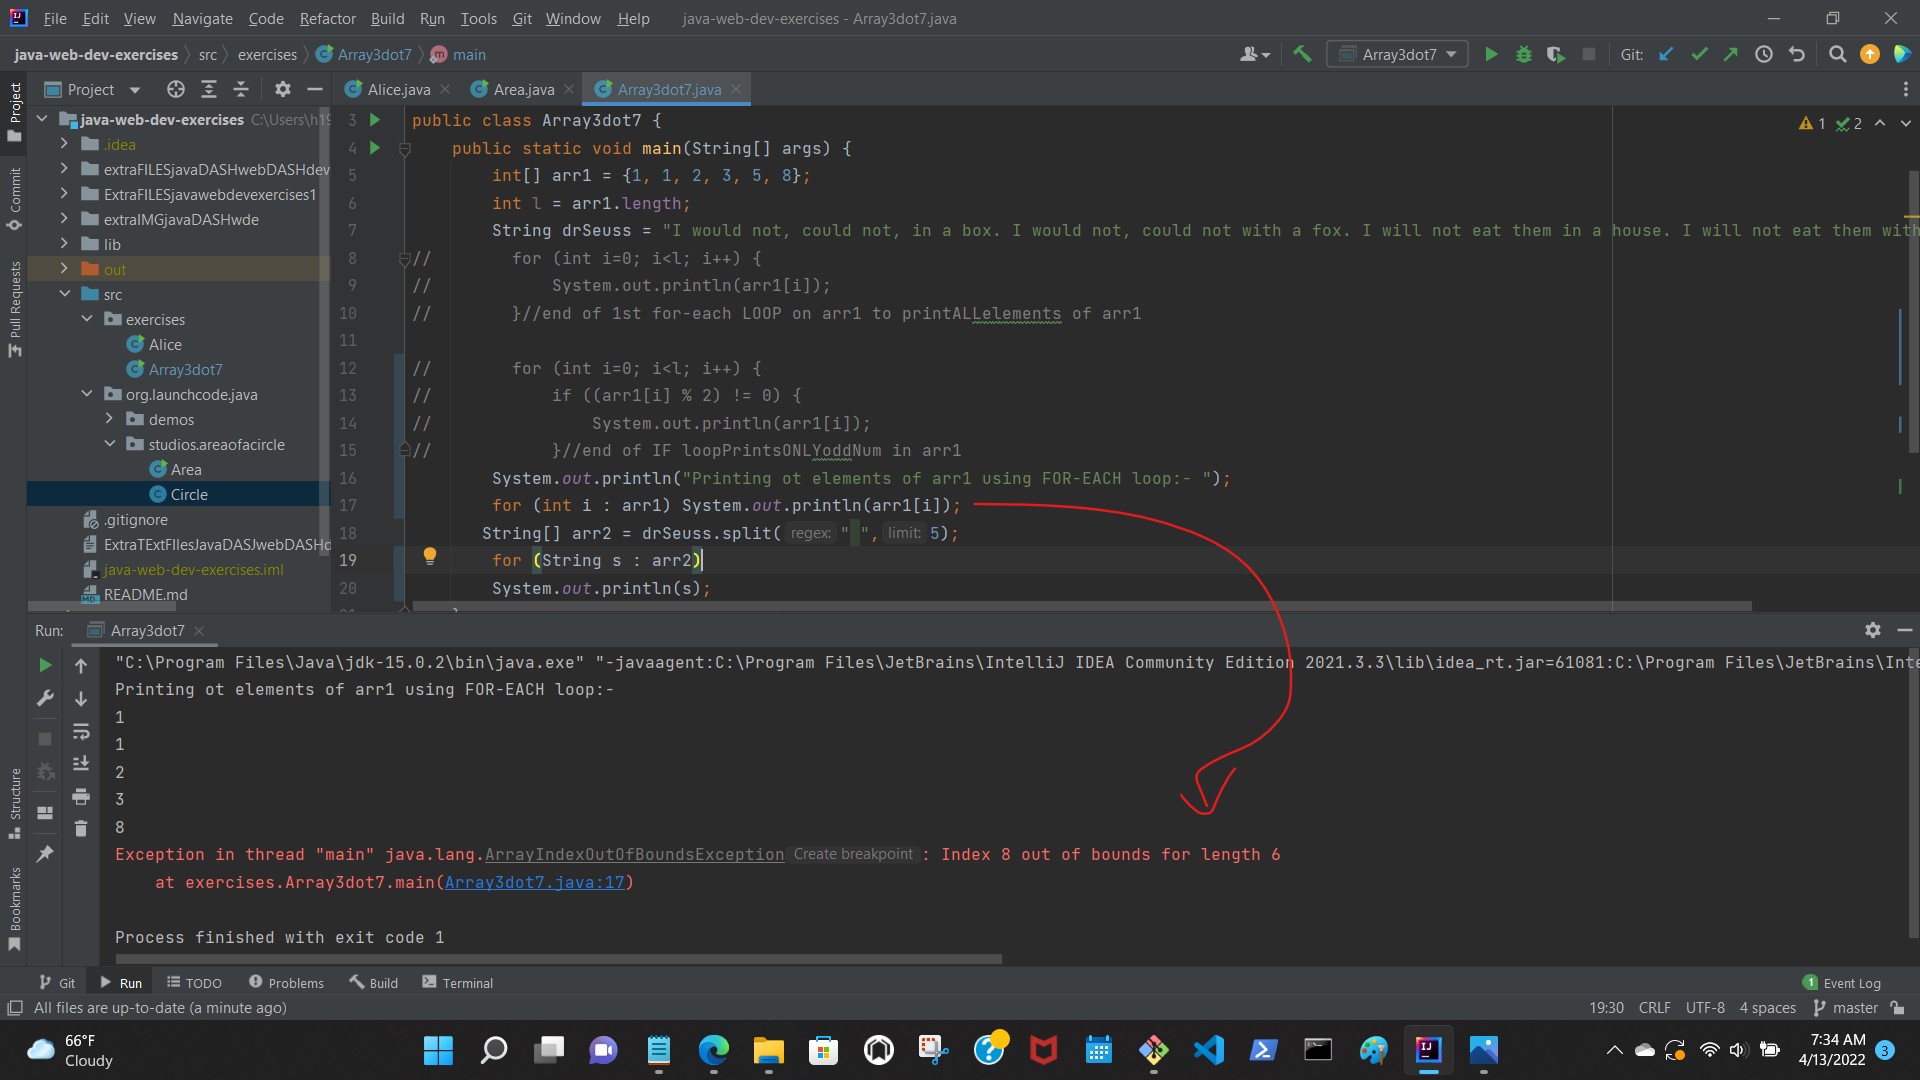 File Edit View Navigate Code Refactor Build Run Tools Git Window Help java-web-dev-exercises - Array3dot7.java
java-web-dev-exercises src exercises Array3dot7 main Array3dot7 Git:
Project Alice.java Area.java Array3dot7.java
Project
Commit
Pull Requests
java-web-dev-exercises C:\Users\h19
.idea
extraFILESjavaDASHwebDASHdev
ExtraFILESjavawebdevexercises1
extraIMGjavaDASHwde
lib
out
src
exercises
Alice
Array3dot7
org.launchcode.java
demos
studios.areaofacircle
Area
Circle
.gitignore
ExtraTExtFIlesJavaDASJwebDASHd
java-web-dev-exercises.iml
README.md
1 2
3 public class Array3dot7 {
4 public static void main(String[] args) {
5 int[] arr1 = {1, 1, 2, 3, 5, 8};
6 int l = arr1.length;
7 String drSeuss = "I would not, could not, in a box. I would not, could not with a fox. I will not eat them in a house. I will not eat them with
8 // for (int i=0; i<l; i++) {
9 // System.out.println(arr1[i]);
10 // }//end of 1st for-each LOOP on arr1 to printALLelements of arr1
11
12 // for (int i=0; i<l; i++) {
13 // if ((arr1[i] % 2) != 0) {
14 // System.out.println(arr1[i]);
15 // }//end of IF loopPrintsONLYoddNum in arr1
16 System.out.println("Printing ot elements of arr1 using FOR-EACH loop:- ");
17 for (int i : arr1) System.out.println(arr1[i]);
18 String[] arr2 = drSeuss.split( regex: " ", limit: 5);
19 for (String s : arr2)
20 System.out.println(s);
Run: Array3dot7
"C:\Program Files\Java\jdk-15.0.2\bin\java.exe" "-javaagent:C:\Program Files\JetBrains\IntelliJ IDEA Community Edition 2021.3.3\lib\idea_rt.jar=61081:C:\Program Files\JetBrains\Inte
Printing ot elements of arr1 using FOR-EACH loop:-
1
1
2
3
8
Exception in thread "main" java.lang.ArrayIndexOutOfBoundsException Create breakpoint : Index 8 out of bounds for length 6
at exercises.Array3dot7.main(Array3dot7.java:17)
Process finished with exit code 1
Structure
Bookmarks
Git Run TODO Problems Build Terminal 1 Event Log
All files are up-to-date (a minute ago) 19:30 CRLF UTF-8 4 spaces master
66°F
Cloudy
7:34 AM
4/13/2022 3